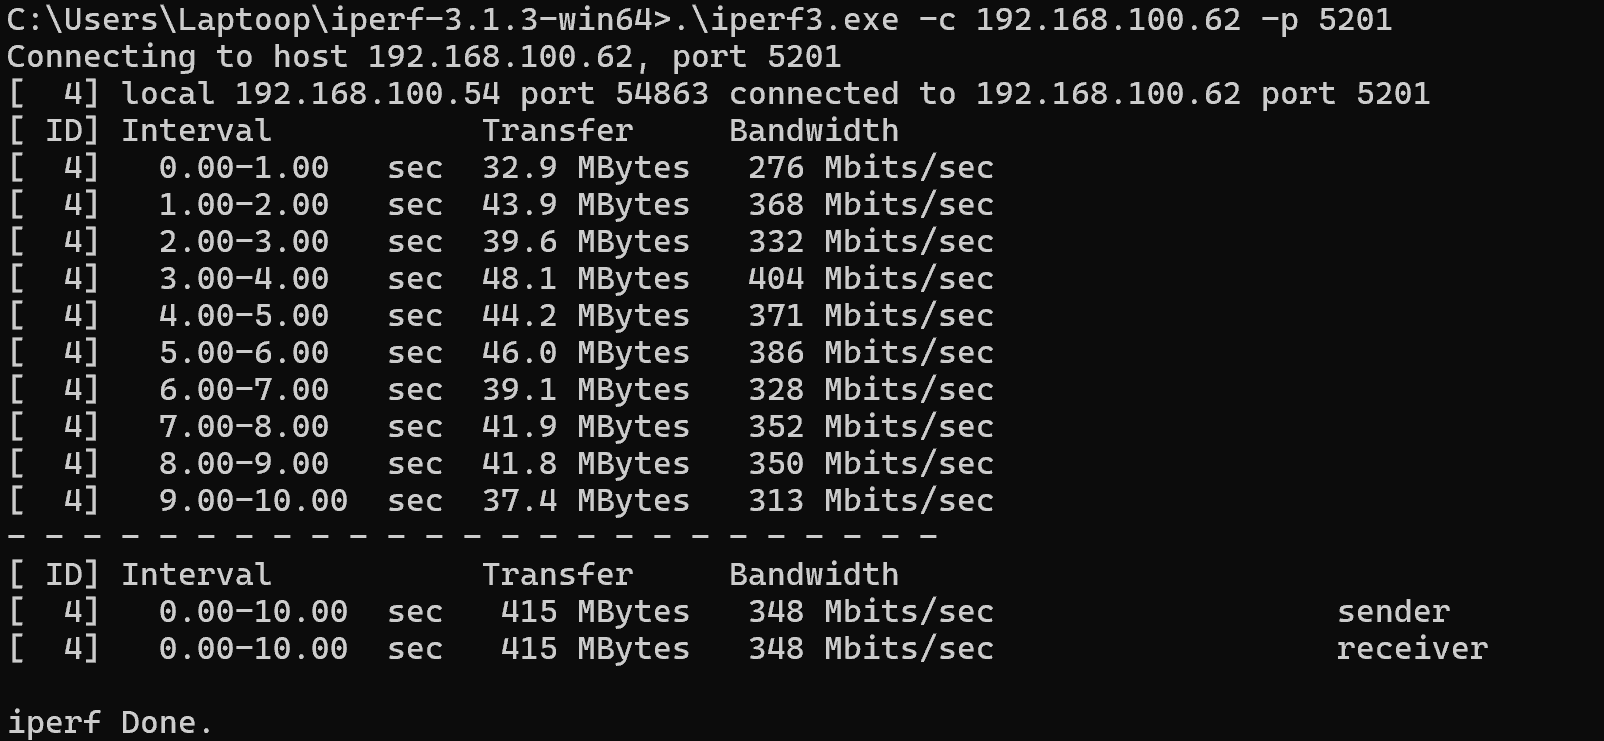 C:\Users\Laptoop\iperf-3.1.3-win64>.\iperf3.exe -c 192.168.100.62 -p 5201
Connecting to host 192.168.100.62, port 5201
[  4] local 192.168.100.54 port 54863 connected to 192.168.100.62 port 5201
[ ID] Interval           Transfer     Bandwidth
[  4]   0.00-1.00   sec  32.9 MBytes   276 Mbits/sec
[  4]   1.00-2.00   sec  43.9 MBytes   368 Mbits/sec
[  4]   2.00-3.00   sec  39.6 MBytes   332 Mbits/sec
[  4]   3.00-4.00   sec  48.1 MBytes   404 Mbits/sec
[  4]   4.00-5.00   sec  44.2 MBytes   371 Mbits/sec
[  4]   5.00-6.00   sec  46.0 MBytes   386 Mbits/sec
[  4]   6.00-7.00   sec  39.1 MBytes   328 Mbits/sec
[  4]   7.00-8.00   sec  41.9 MBytes   352 Mbits/sec
[  4]   8.00-9.00   sec  41.8 MBytes   350 Mbits/sec
[  4]   9.00-10.00  sec  37.4 MBytes   313 Mbits/sec
- - - - - - - - - - - - - - - - - - - - - - - - -
[ ID] Interval           Transfer     Bandwidth
[  4]   0.00-10.00  sec   415 MBytes   348 Mbits/sec                  sender
[  4]   0.00-10.00  sec   415 MBytes   348 Mbits/sec                  receiver
iperf Done.